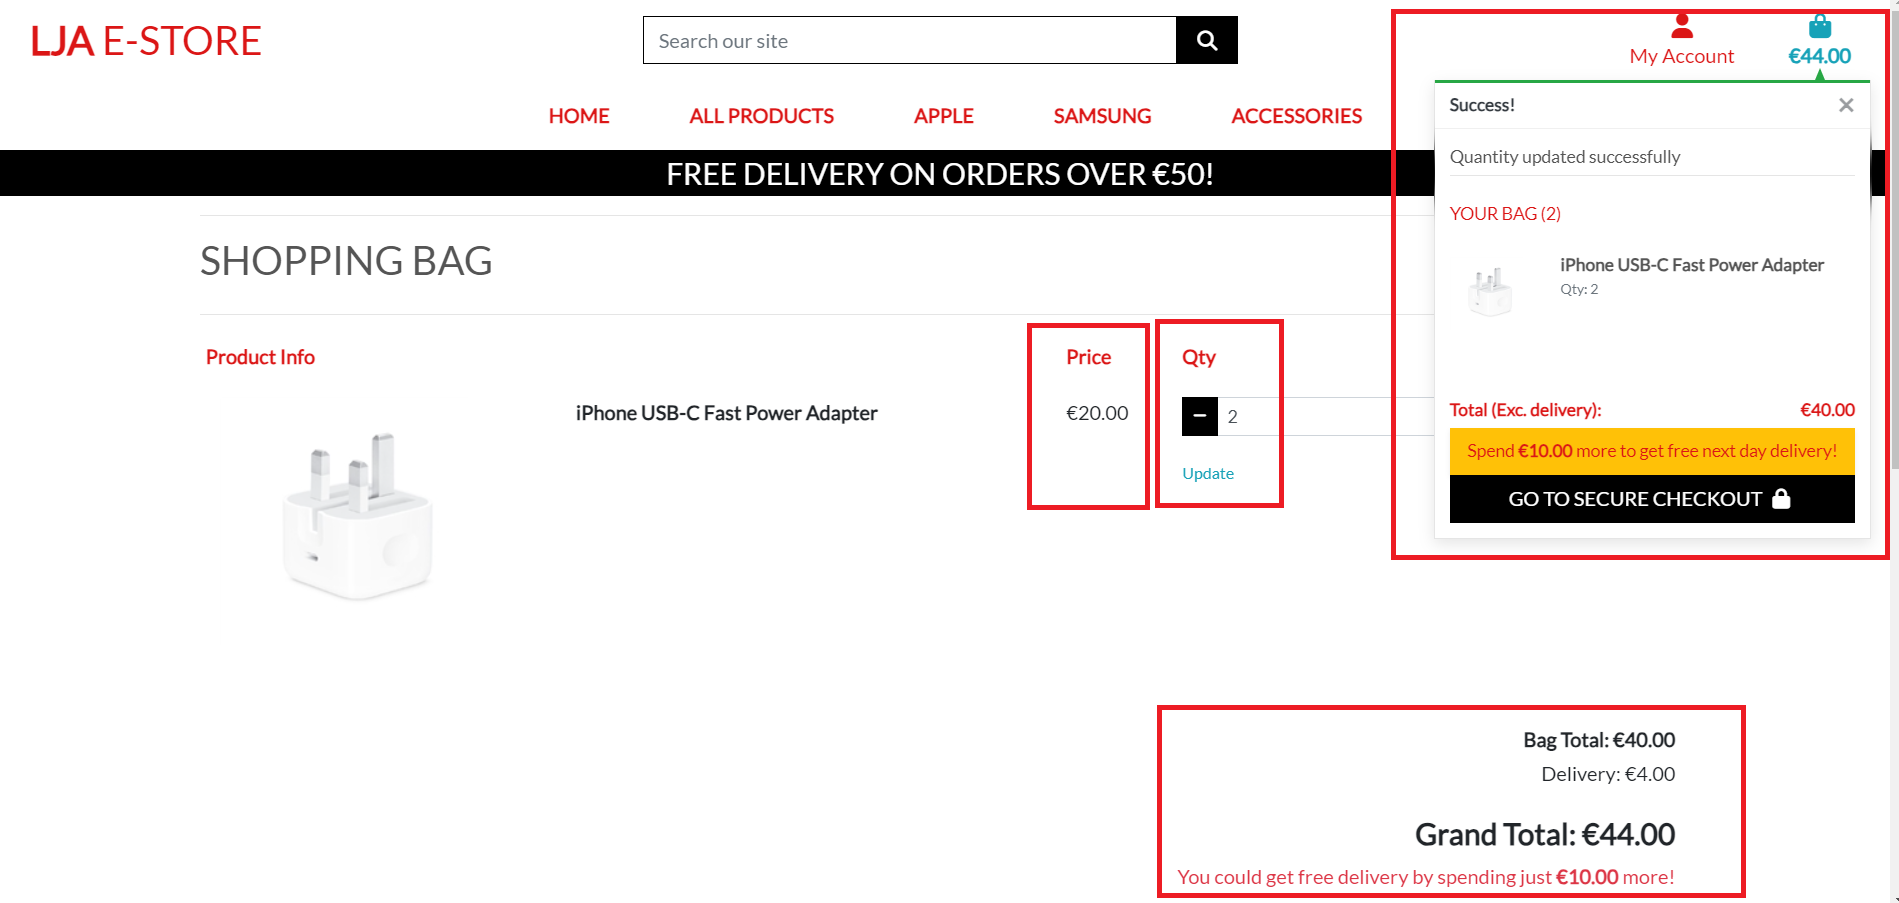 LJA E-STORE
Search our site
My Account
€44.00
HOME
ALL PRODUCTS
APPLE
SAMSUNG
ACCESSORIES
FREE DELIVERY ON ORDERS OVER €50!
Success!
×
Quantity updated successfully
YOUR BAG (2)
iPhone USB-C Fast Power Adapter
Qty: 2
Total (Exc. delivery): €40.00
Spend €10.00 more to get free next day delivery!
GO TO SECURE CHECKOUT
SHOPPING BAG
Product Info
Price
Qty
iPhone USB-C Fast Power Adapter
€20.00
2
Update
Bag Total: €40.00
Delivery: €4.00
Grand Total: €44.00
You could get free delivery by spending just €10.00 more!